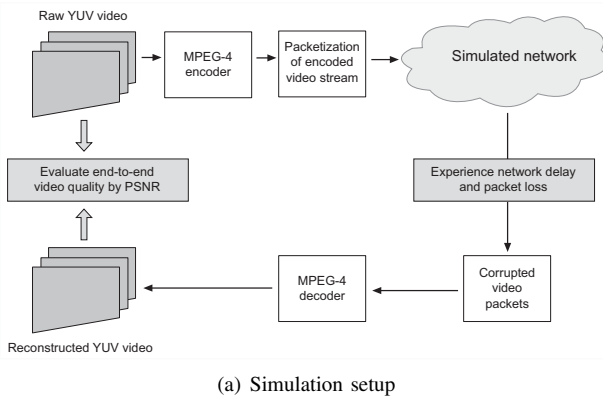 Raw YUV video
MPEG-4
encoder
Packetization
of encoded
video stream
Simulated network
Evaluate end-to-end
video quality by PSNR
Experience network delay
and packet loss
Corrupted
video
packets
MPEG-4
decoder
Reconstructed YUV video
(a) Simulation setup